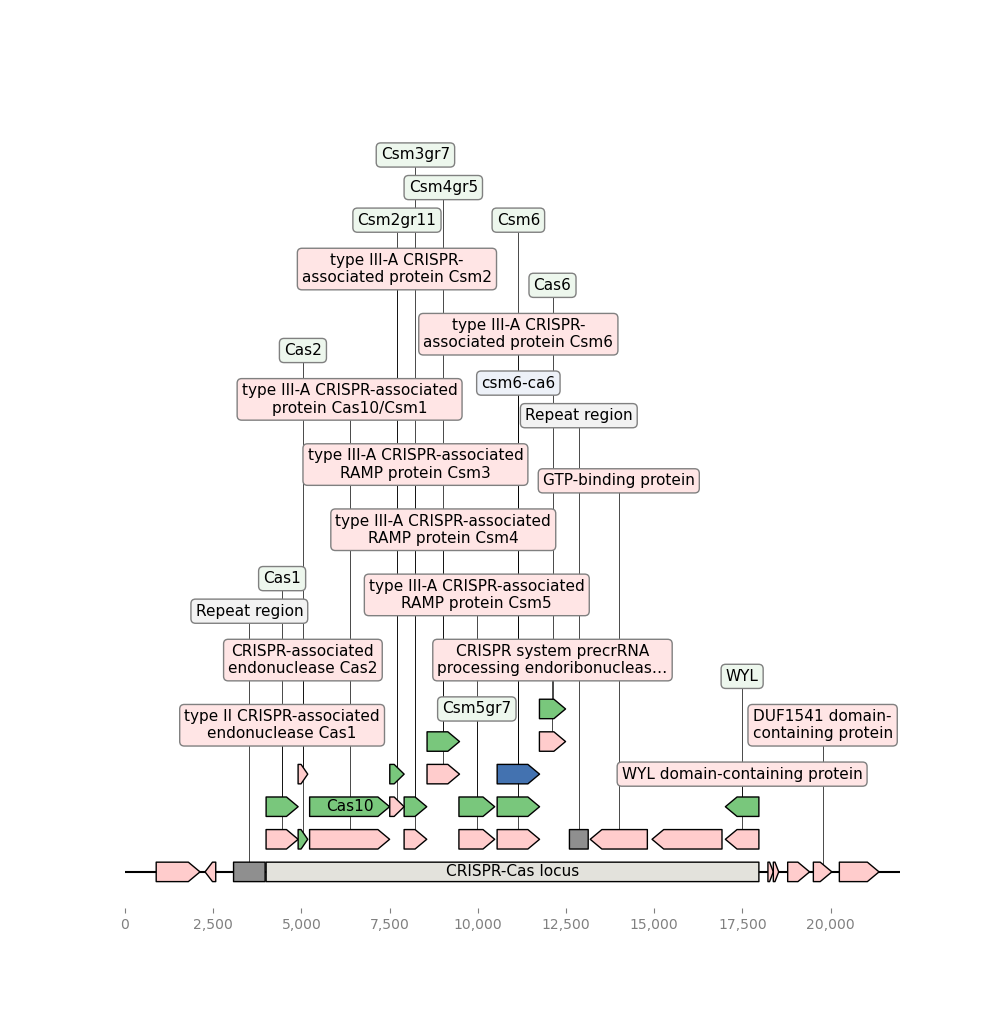 Csm3gr7
Csm4gr5
Csm2gr11
Csm6
type III-A CRISPR-
associated protein Csm2
Cas6
type III-A CRISPR-
associated protein Csm6
Cas2
csm6-ca6
type III-A CRISPR-associated
protein Cas10/Csm1
Repeat region
type III-A CRISPR-associated
RAMP protein Csm3
GTP-binding protein
type III-A CRISPR-associated
RAMP protein Csm4
Cas1
type III-A CRISPR-associated
RAMP protein Csm5
Repeat region
CRISPR-associated
endonuclease Cas2
CRISPR system precrRNA
processing endoribonucleas…
WYL
Csm5gr7
type II CRISPR-associated
endonuclease Cas1
DUF1541 domain-
containing protein
WYL domain-containing protein
Cas10
CRISPR-Cas locus
0
2,500
5,000
7,500
10,000
12,500
15,000
17,500
20,000